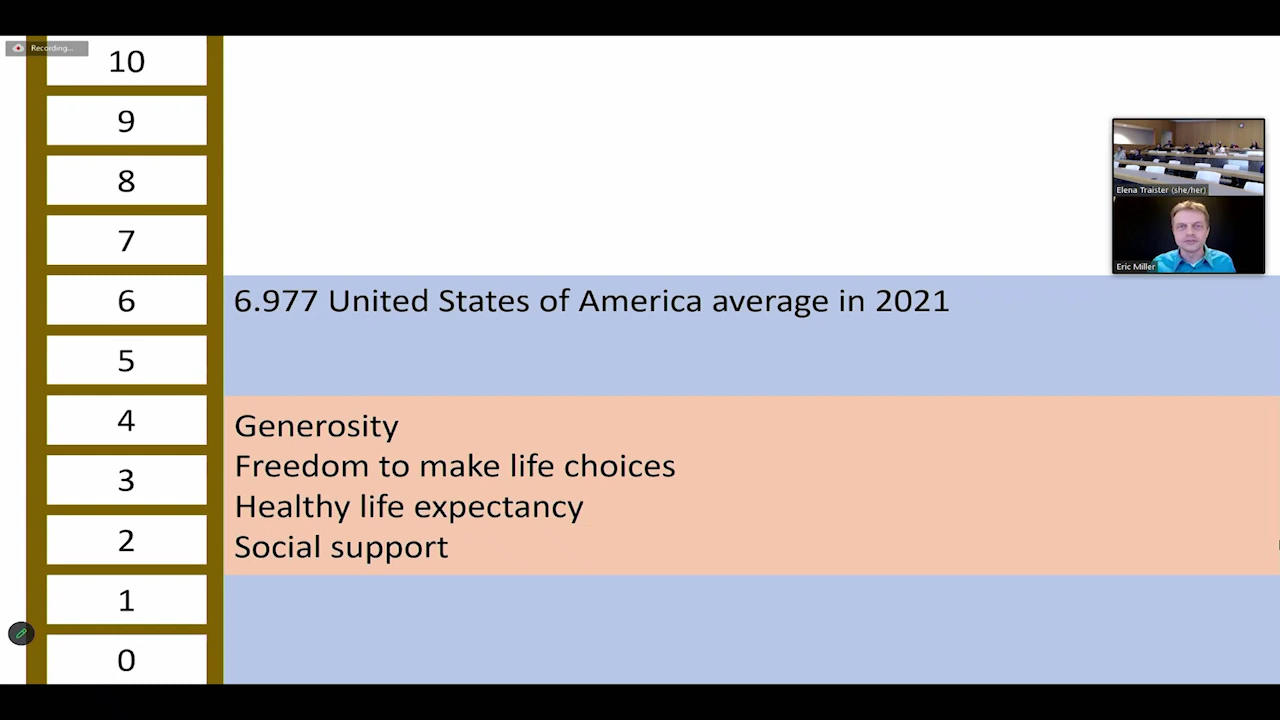 Recording...
10
9
8
7
6
5
4
3
2
1
0
6.977 United States of America average in 2021
Generosity
Freedom to make life choices
Healthy life expectancy
Social support
Elena Traister (she/her)
Eric Miller